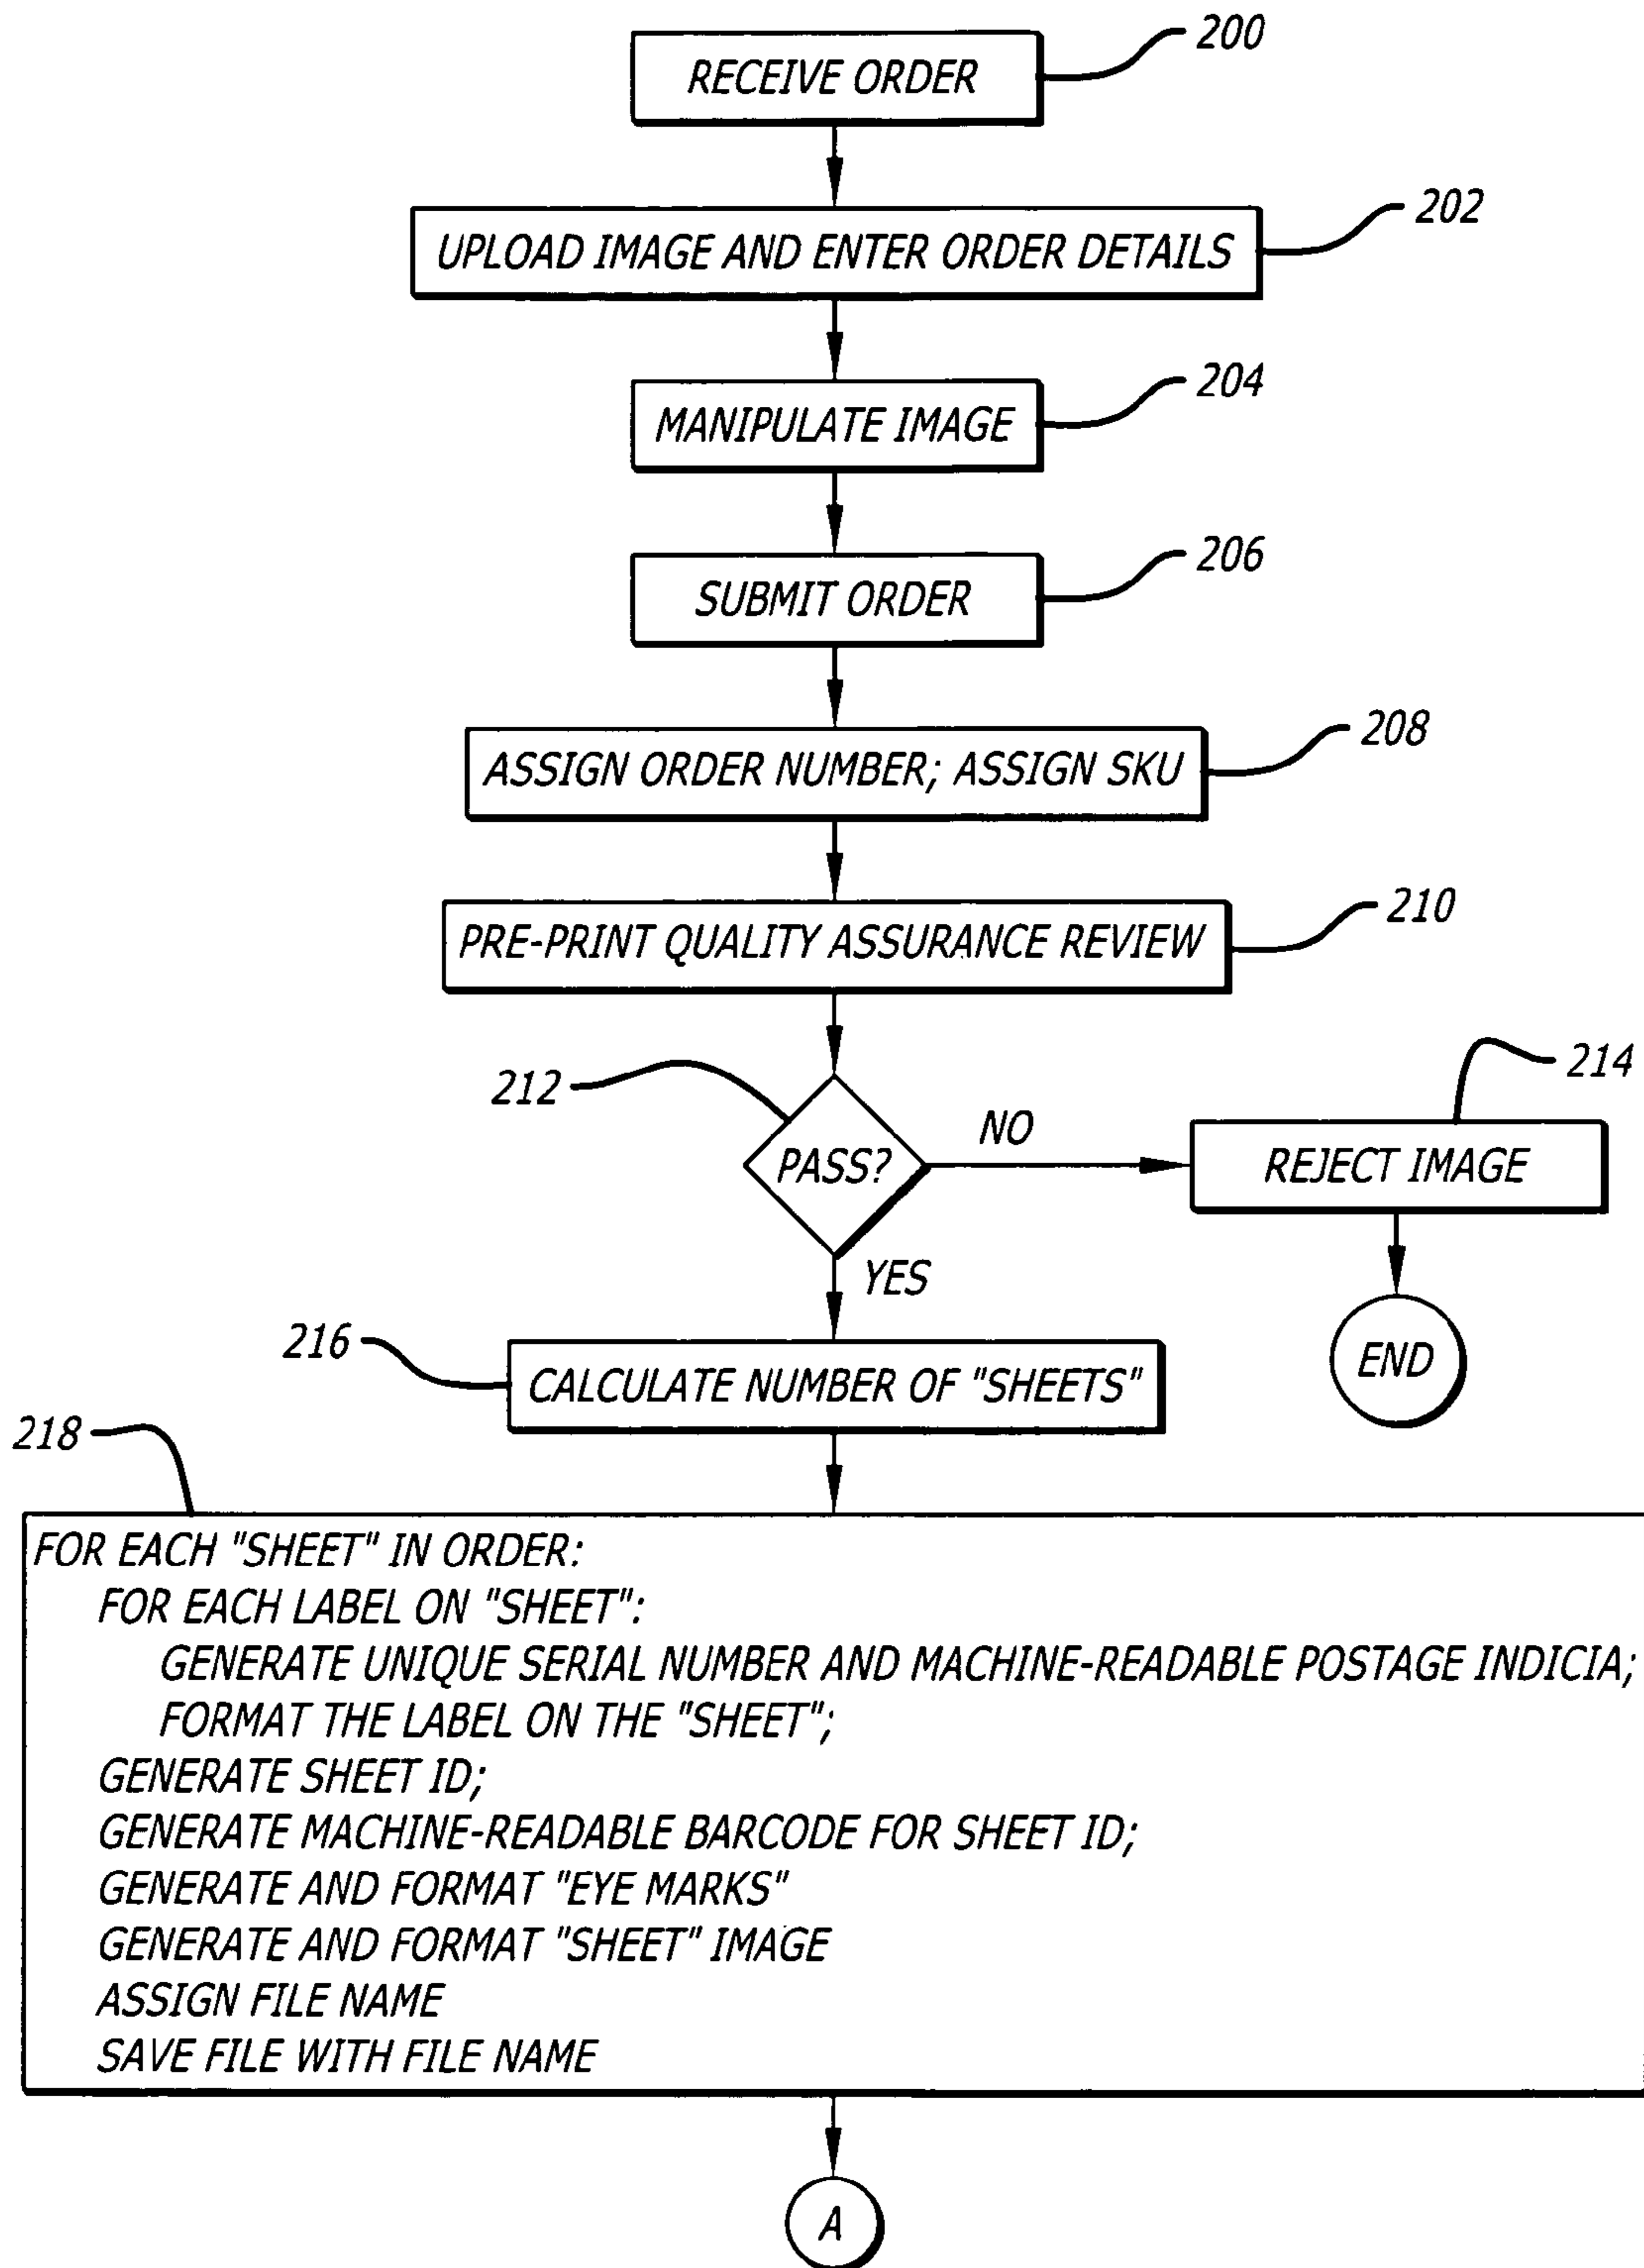 200
RECEIVE ORDER
202
UPLOAD IMAGE AND ENTER ORDER DETAILS
204
MANIPULATE IMAGE
206
SUBMIT ORDER
208
ASSIGN ORDER NUMBER; ASSIGN SKU
210
PRE-PRINT QUALITY ASSURANCE REVIEW
212
PASS?
NO
214
REJECT IMAGE
YES
END
216
CALCULATE NUMBER OF "SHEETS"
218
FOR EACH "SHEET" IN ORDER:
FOR EACH LABEL ON "SHEET":
GENERATE UNIQUE SERIAL NUMBER AND MACHINE-READABLE POSTAGE INDICIA;
FORMAT THE LABEL ON THE "SHEET";
GENERATE SHEET ID;
GENERATE MACHINE-READABLE BARCODE FOR SHEET ID;
GENERATE AND FORMAT "EYE MARKS"
GENERATE AND FORMAT "SHEET" IMAGE
ASSIGN FILE NAME
SAVE FILE WITH FILE NAME
A